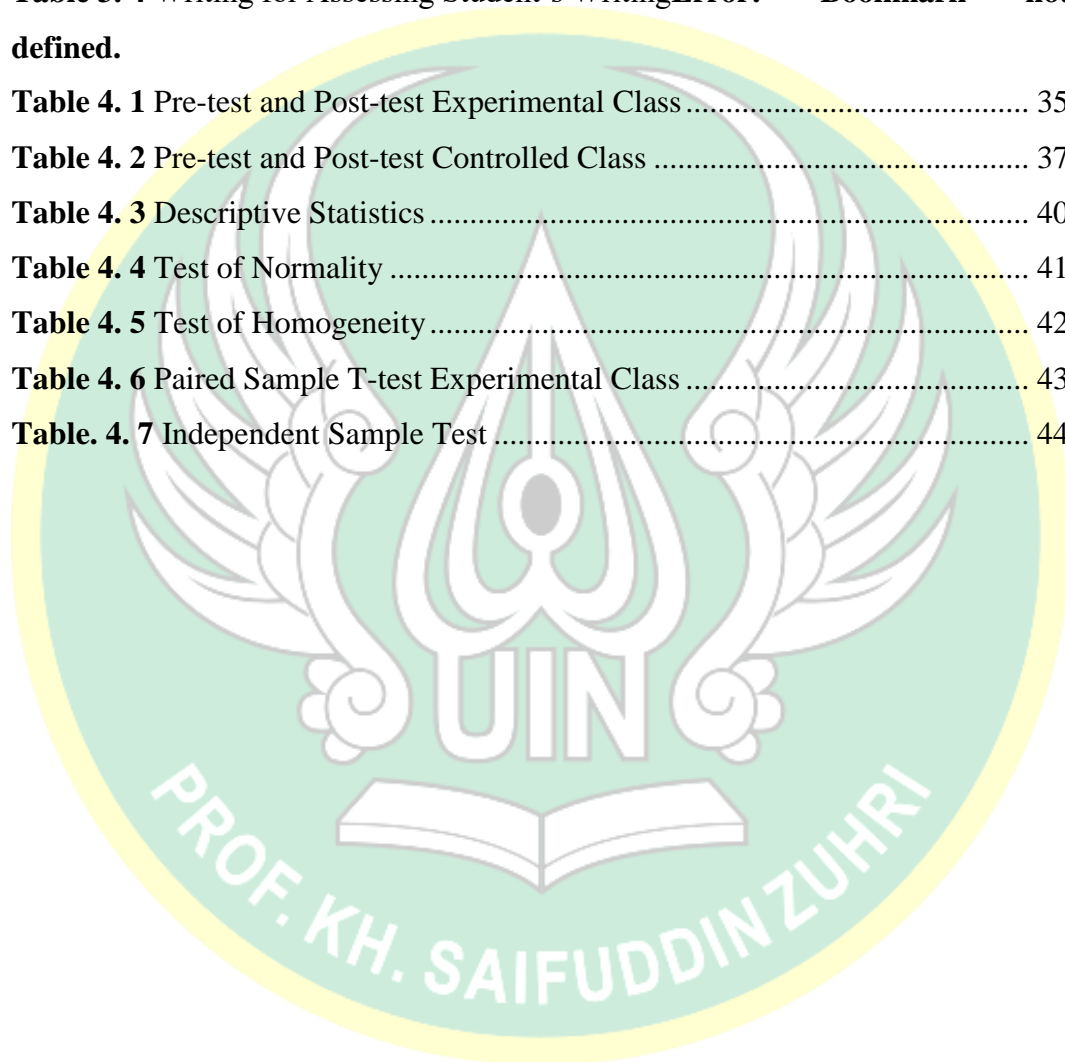 Table 3. 4 Writing for Assessing Student's WritingError! Bookmark not
defined.
Table 4. 1 Pre-test and Post-test Experimental Class ................ 35
Table 4. 2 Pre-test and Post-test Controlled Class ................ 37
Table 4. 3 Descriptive Statistics ................ 40
Table 4. 4 Test of Normality ................ 41
Table 4. 5 Test of Homogeneity ................ 42
Table 4. 6 Paired Sample T-test Experimental Class ................ 43
Table. 4. 7 Independent Sample Test ................ 44
UIN
PROF. KH. SAIFUDDIN ZUHRI